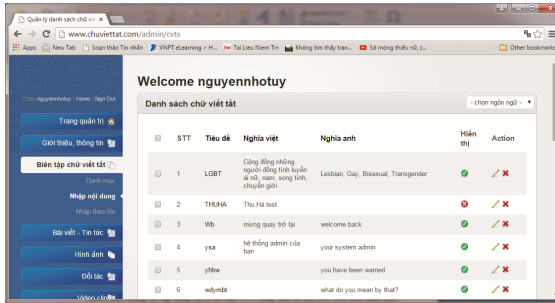 Quản lý danh sách chữ viết
www.chuviettat.com/admin/cvts
Apps New Tab Soạn thảo Tin nhắn VNPT eLearning > H... Tai Lieu Niem Tin Không tìm thấy tran... Sờ mông thiếu nữ, c... Other bookmarks
Welcome nguyennhotuy
Chào nguyennhotuy | Home | Sign Out
Danh sách chữ viết tắt
- chọn ngôn ngữ -
Trang quản trị
Giới thiệu, thông tin
Biên tập chữ viết tắt
Danh mục
Nhập nội dung
Nhập theo file
Bài viết - Tin tức
Hình ảnh
Đối tác
Video clip
STT Tiêu đề Nghĩa việt Nghĩa anh Hiển thị Action
1 LGBT Cộng đồng những người đồng tính luyến ái nữ, nam, song tính, chuyển giới Lesbian, Gay, Bisexual, Transgender
2 THUHA Thu Hà test
3 Wb mừng quay trở lại welcome back
4 ysa hệ thống admin của bạn your system admin
5 yhbw you have been warned
6 wdymbt what do you mean by that?